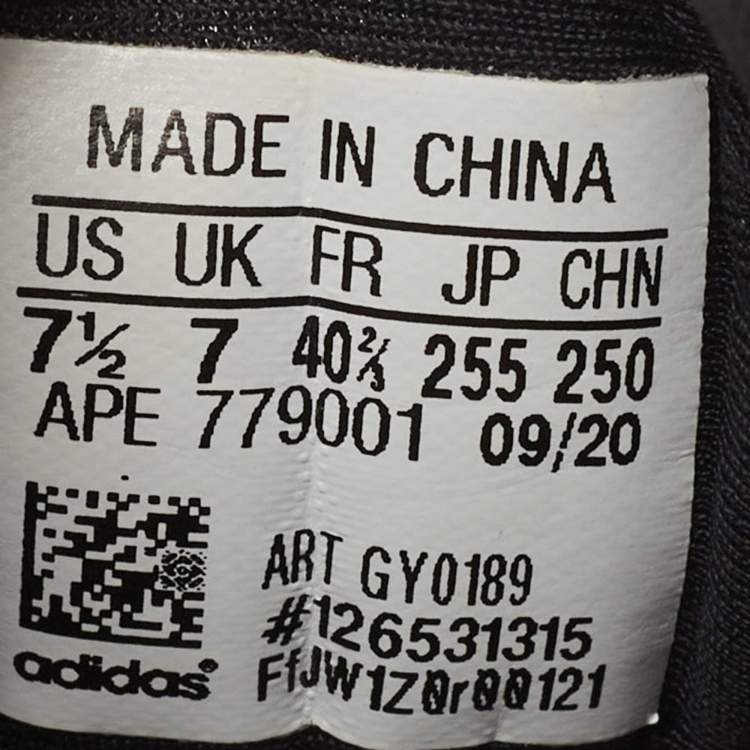 MADE IN CHINA
US UK FR JP CHN
7½ 7 40⅔ 255 250
APE 779001 09/20
ART GY0189
#126531315
adidas®
FfJW1Z0r00121